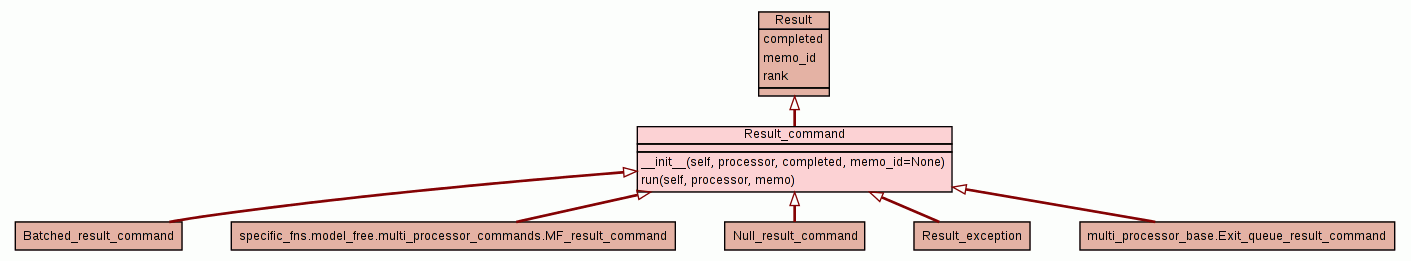 Result
completed
memo_id
rank
Result_command
__init__(self, processor, completed, memo_id=None)
run(self, processor, memo)
Batched_result_command
specific_fns.model_free.multi_processor_commands.MF_result_command
Null_result_command
Result_exception
multi_processor_base.Exit_queue_result_command